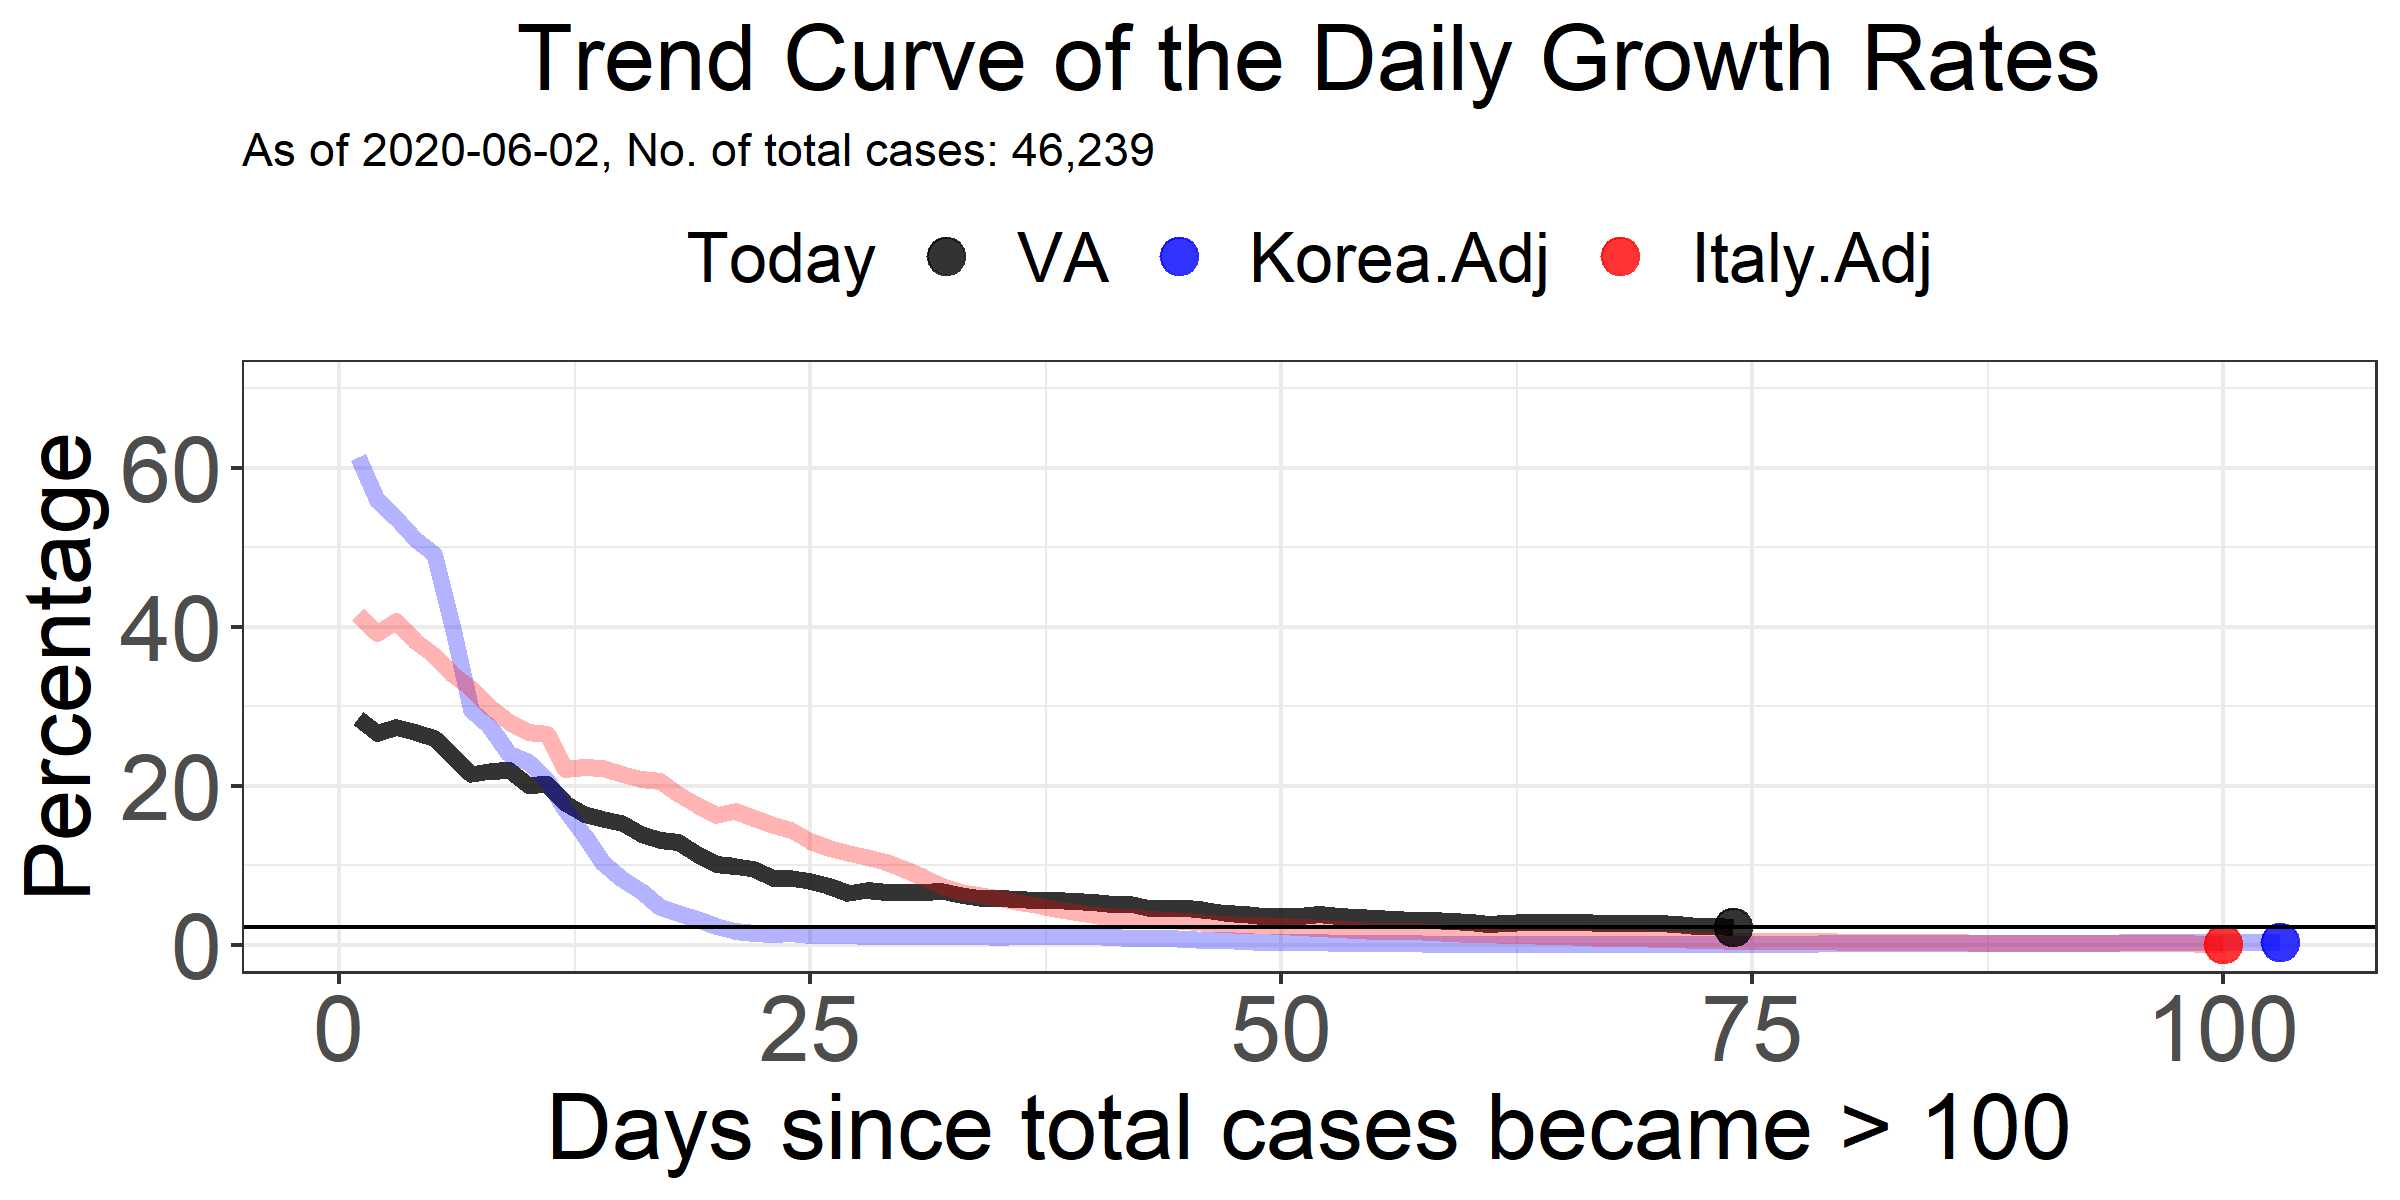 Trend Curve of the Daily Growth Rates
As of 2020-06-02, No. of total cases: 46,239
Today VA Korea.Adj Italy.Adj
Percentage
60
40
20
0
0 25 50 75 100
Days since total cases became > 100